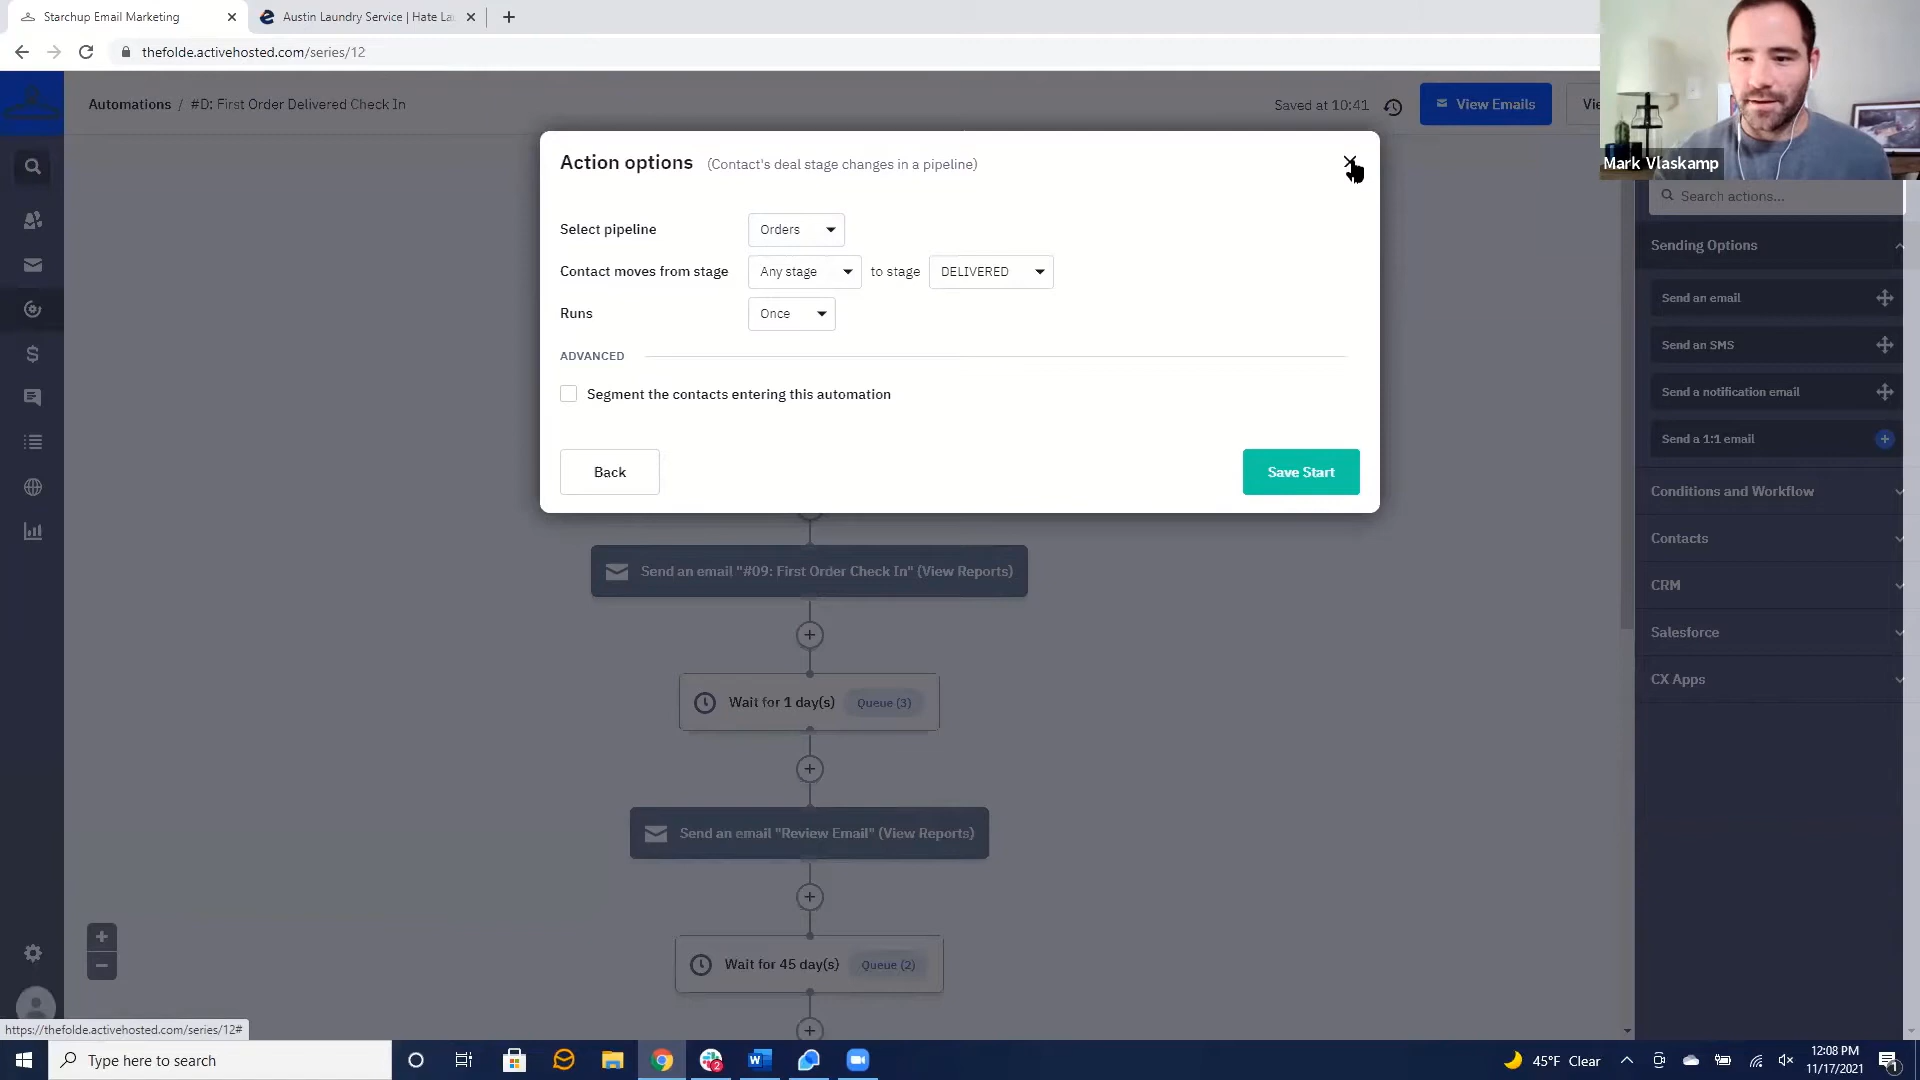 Starchup Email Marketing
Austin Laundry Service | Hate La
thefolde.activehosted.com/series/12
Automations / #D: First Order Delivered Check In
Saved at 10:41
View Emails
Vie
Mark Vlaskamp
Action options (Contact's deal stage changes in a pipeline)
Select pipeline Orders
Contact moves from stage Any stage to stage DELIVERED
Runs Once
ADVANCED
Segment the contacts entering this automation
Back
Save Start
Send an email "#09: First Order Check In" (View Reports)
Wait for 1 day(s) Queue (3)
Send an email "Review Email" (View Reports)
Wait for 45 day(s) Queue (2)
Search actions...
Sending Options
Send an email
Send an SMS
Send a notification email
Send a 1:1 email
Conditions and Workflow
Contacts
CRM
Salesforce
CX Apps
https://thefolde.activehosted.com/series/12#
Type here to search
2
45°F Clear
12:08 PM
11/17/2021
1